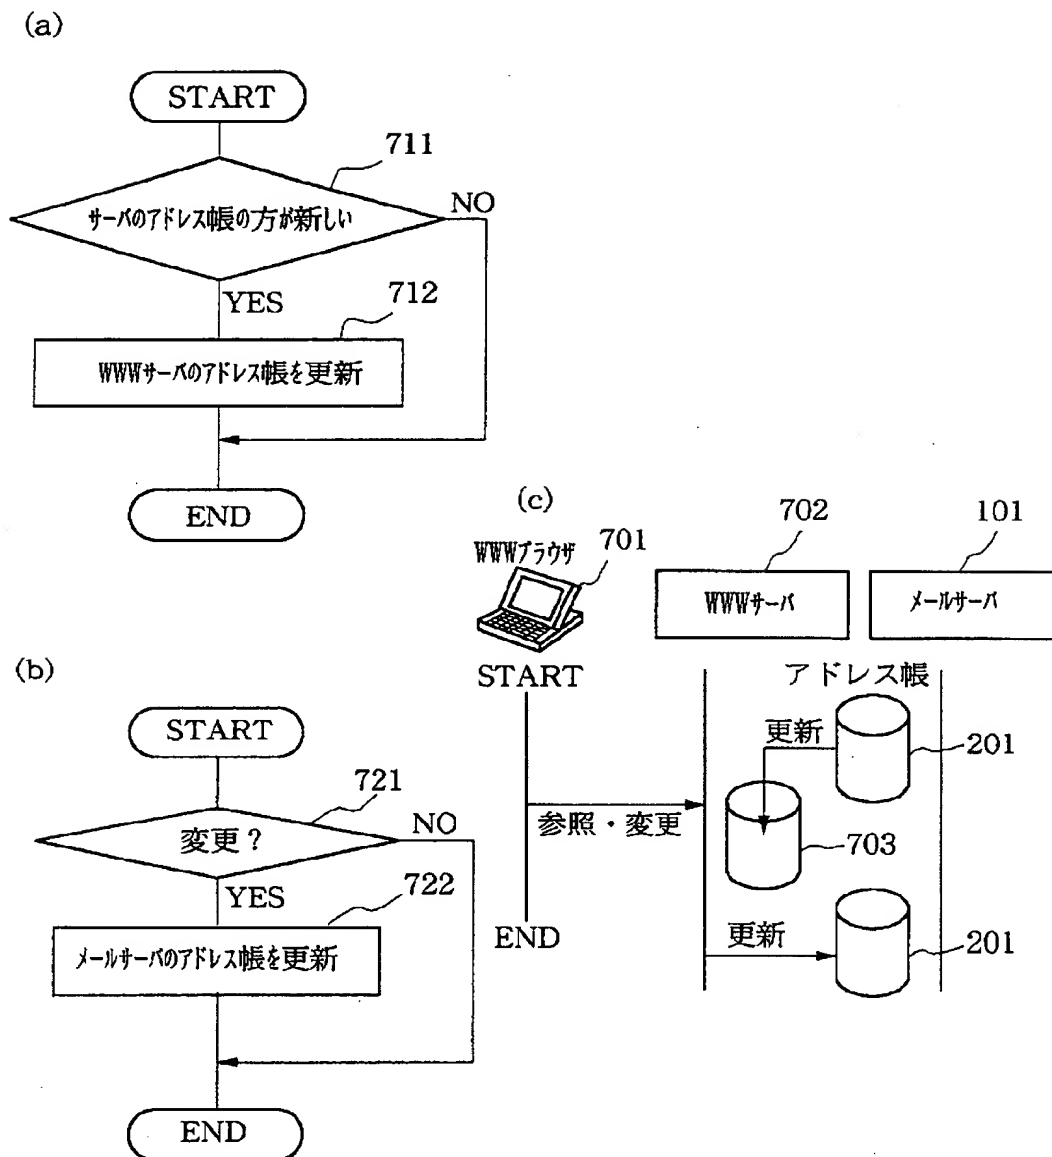 (a)
START
711
サーバのアドレス帳の方が新しい
NO
YES
712
WWWサーバのアドレス帳を更新
END
(b)
START
721
変更?
NO
YES
722
メールサーバのアドレス帳を更新
END
(c)
WWWブラウザ
701
702
WWWサーバ
101
メールサーバ
START
アドレス帳
更新
201
参照・変更
703
END
更新
201